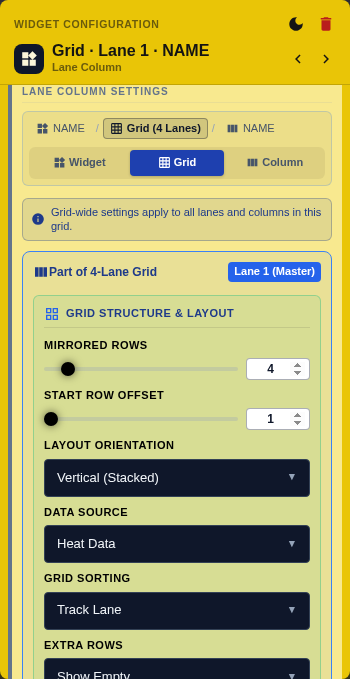 WIDGET CONFIGURATION
Grid · Lane 1 · NAME
Lane Column
LANE COLUMN SETTINGS
NAME / Grid (4 Lanes) / NAME
Widget Grid Column
Grid-wide settings apply to all lanes and columns in this
grid.
Part of 4-Lane Grid Lane 1 (Master)
GRID STRUCTURE & LAYOUT
MIRRORED ROWS
4
START ROW OFFSET
1
LAYOUT ORIENTATION
Vertical (Stacked)
DATA SOURCE
Heat Data
GRID SORTING
Track Lane
EXTRA ROWS
Show Empty